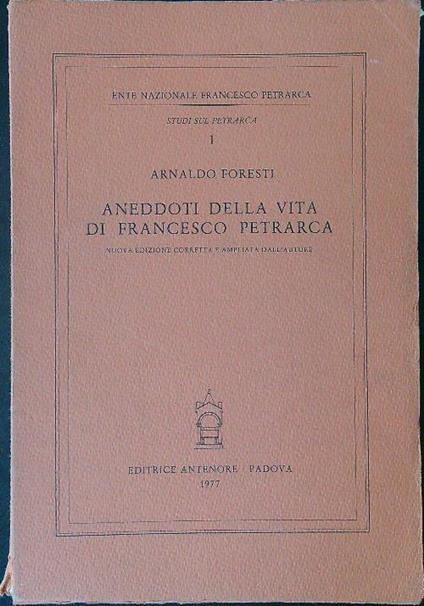 ENTE NAZIONALE FRANCESCO PETRARCA
STUDI SUL PETRARCA
1
ARNALDO FORESTI
ANEDDOTI DELLA VITA
DI FRANCESCO PETRARCA
NUOVA EDIZIONE CORRETTA E AMPLIATA DALL'AUTORE
EDITRICE ANTENORE · PADOVA
1977